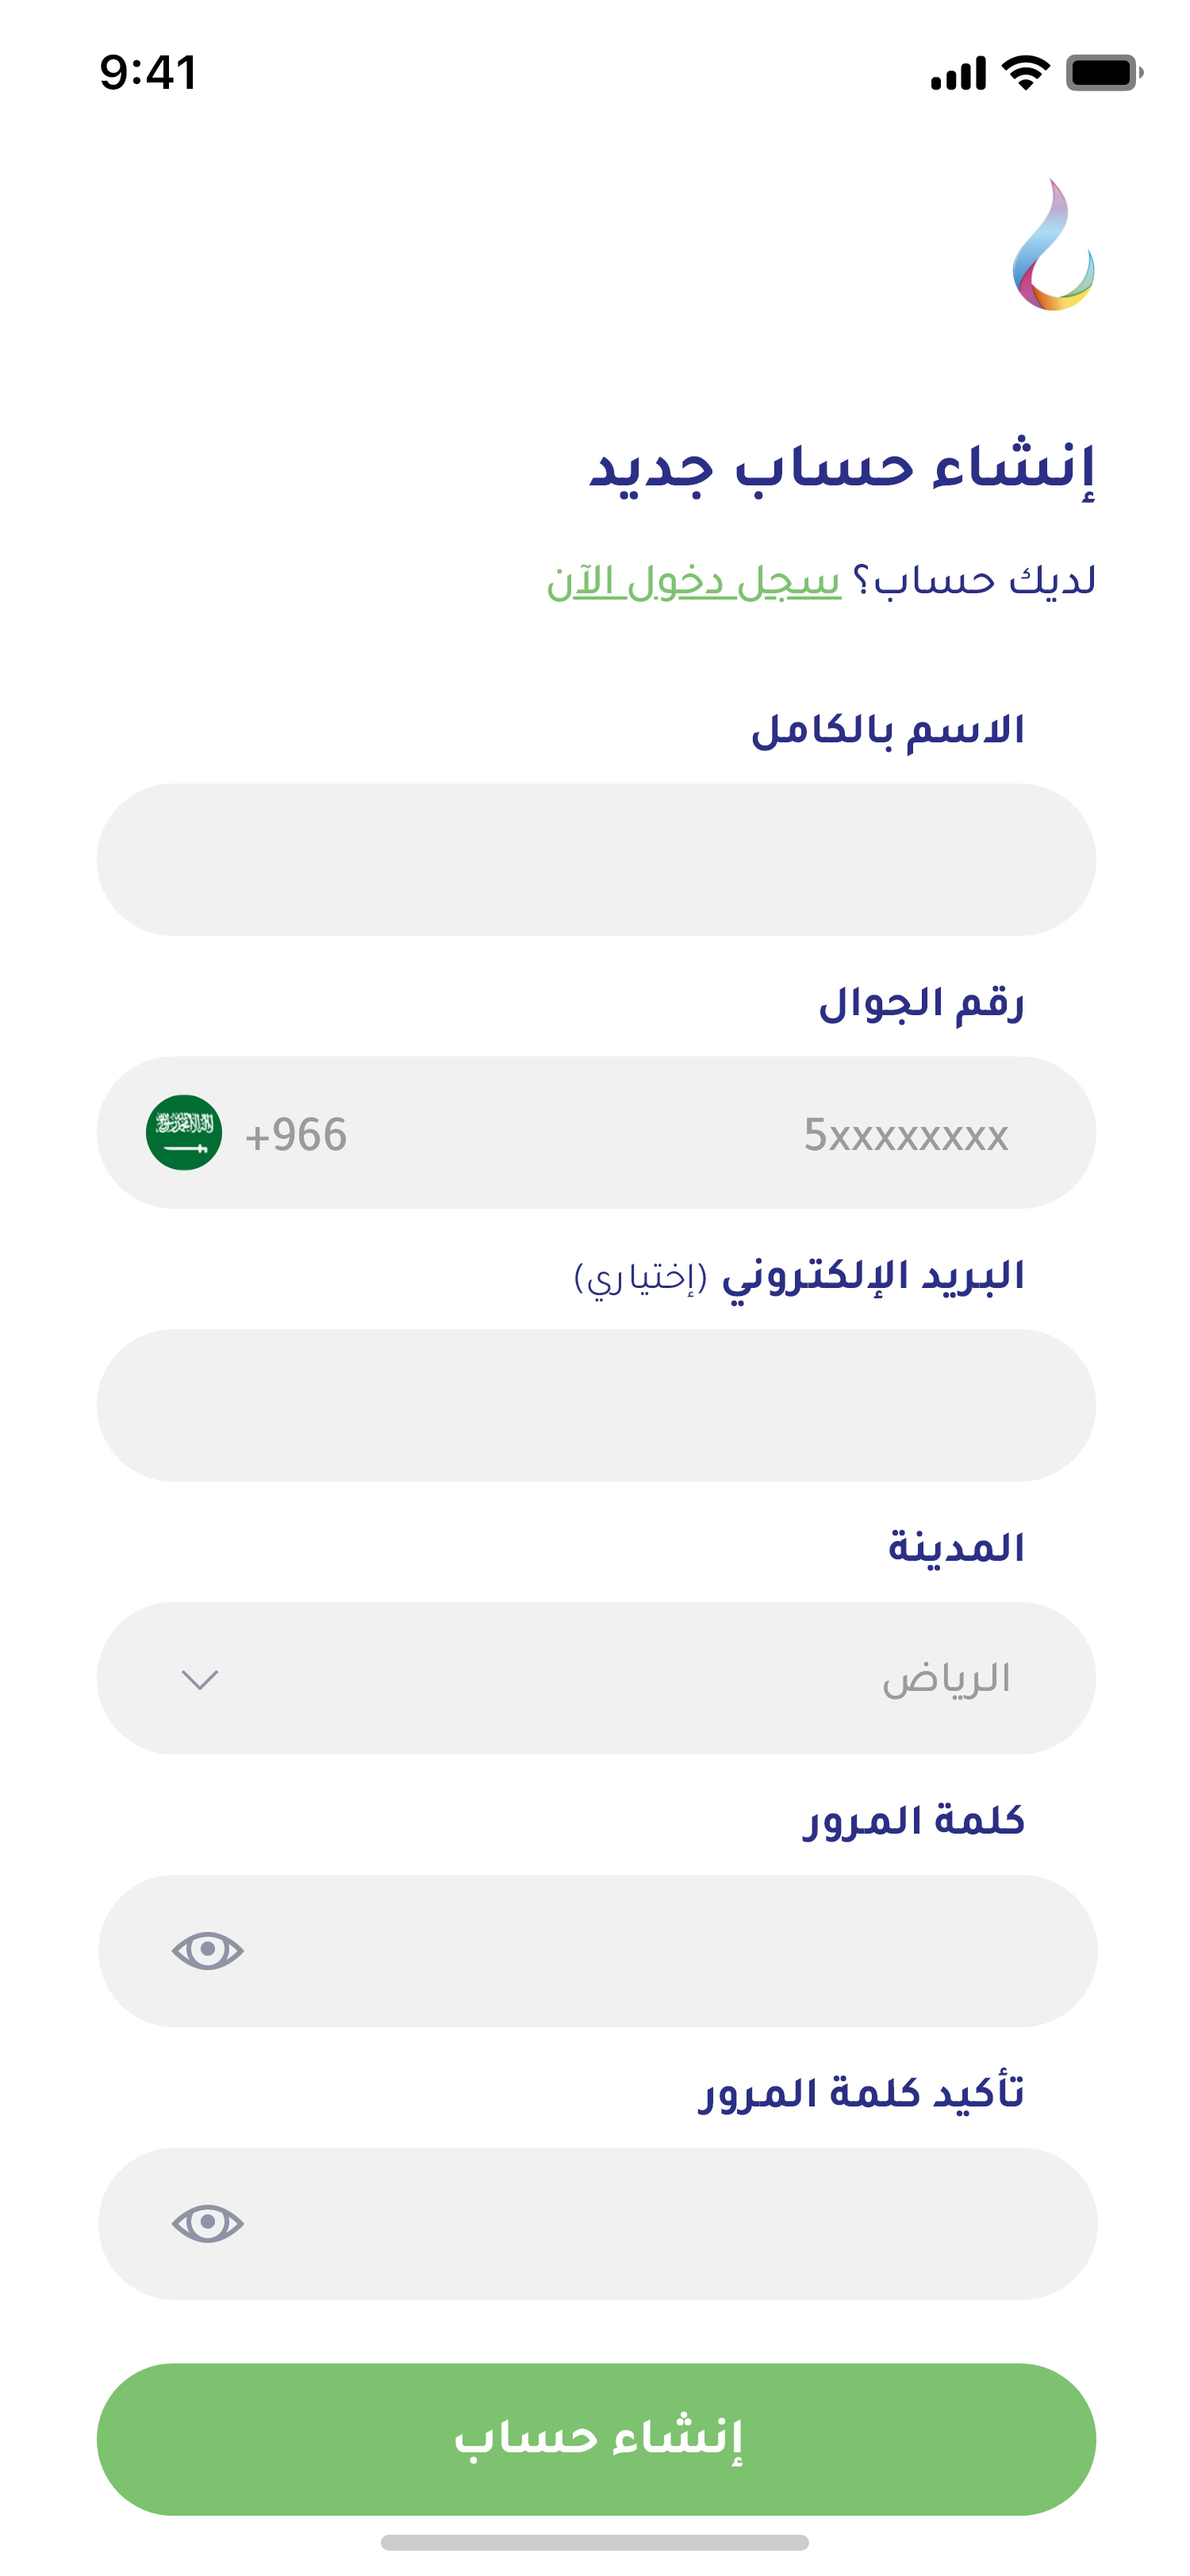 9:41
إنشاء حساب جديد
لديك حساب؟ سجل دخول الآن
الاسم بالكامل
رقم الجوال
+966 5xxxxxxxx
البريد الإلكتروني (إختياري)
المدينة
الرياض
كلمة المرور
تأكيد كلمة المرور
إنشاء حساب